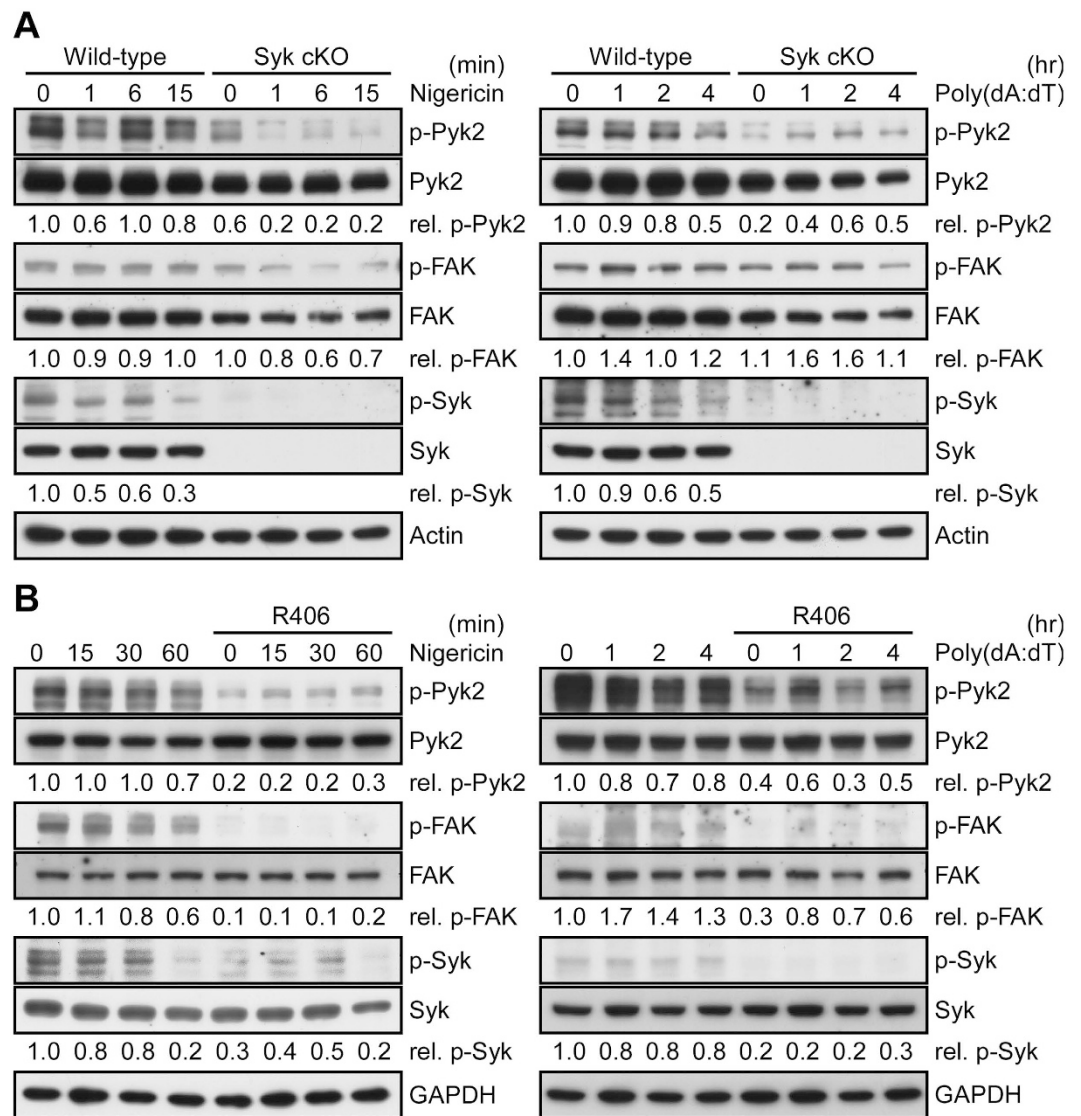 A
Wild-type Syk cKO (min)
0 1 6 15 0 1 6 15 Nigericin
p-Pyk2
Pyk2
1.0 0.6 1.0 0.8 0.6 0.2 0.2 0.2 rel. p-Pyk2
p-FAK
FAK
1.0 0.9 0.9 1.0 1.0 0.8 0.6 0.7 rel. p-FAK
p-Syk
Syk
1.0 0.5 0.6 0.3 rel. p-Syk
Actin
Wild-type Syk cKO (hr)
0 1 2 4 0 1 2 4 Poly(dA:dT)
p-Pyk2
Pyk2
1.0 0.9 0.8 0.5 0.2 0.4 0.6 0.5 rel. p-Pyk2
p-FAK
FAK
1.0 1.4 1.0 1.2 1.1 1.6 1.6 1.1 rel. p-FAK
p-Syk
Syk
1.0 0.9 0.6 0.5 rel. p-Syk
Actin
B
R406 (min)
0 15 30 60 0 15 30 60 Nigericin
p-Pyk2
Pyk2
1.0 1.0 1.0 0.7 0.2 0.2 0.2 0.3 rel. p-Pyk2
p-FAK
FAK
1.0 1.1 0.8 0.6 0.1 0.1 0.1 0.2 rel. p-FAK
p-Syk
Syk
1.0 0.8 0.8 0.2 0.3 0.4 0.5 0.2 rel. p-Syk
GAPDH
R406 (hr)
0 1 2 4 0 1 2 4 Poly(dA:dT)
p-Pyk2
Pyk2
1.0 0.8 0.7 0.8 0.4 0.6 0.3 0.5 rel. p-Pyk2
p-FAK
FAK
1.0 1.7 1.4 1.3 0.3 0.8 0.7 0.6 rel. p-FAK
p-Syk
Syk
1.0 0.8 0.8 0.8 0.2 0.2 0.2 0.3 rel. p-Syk
GAPDH